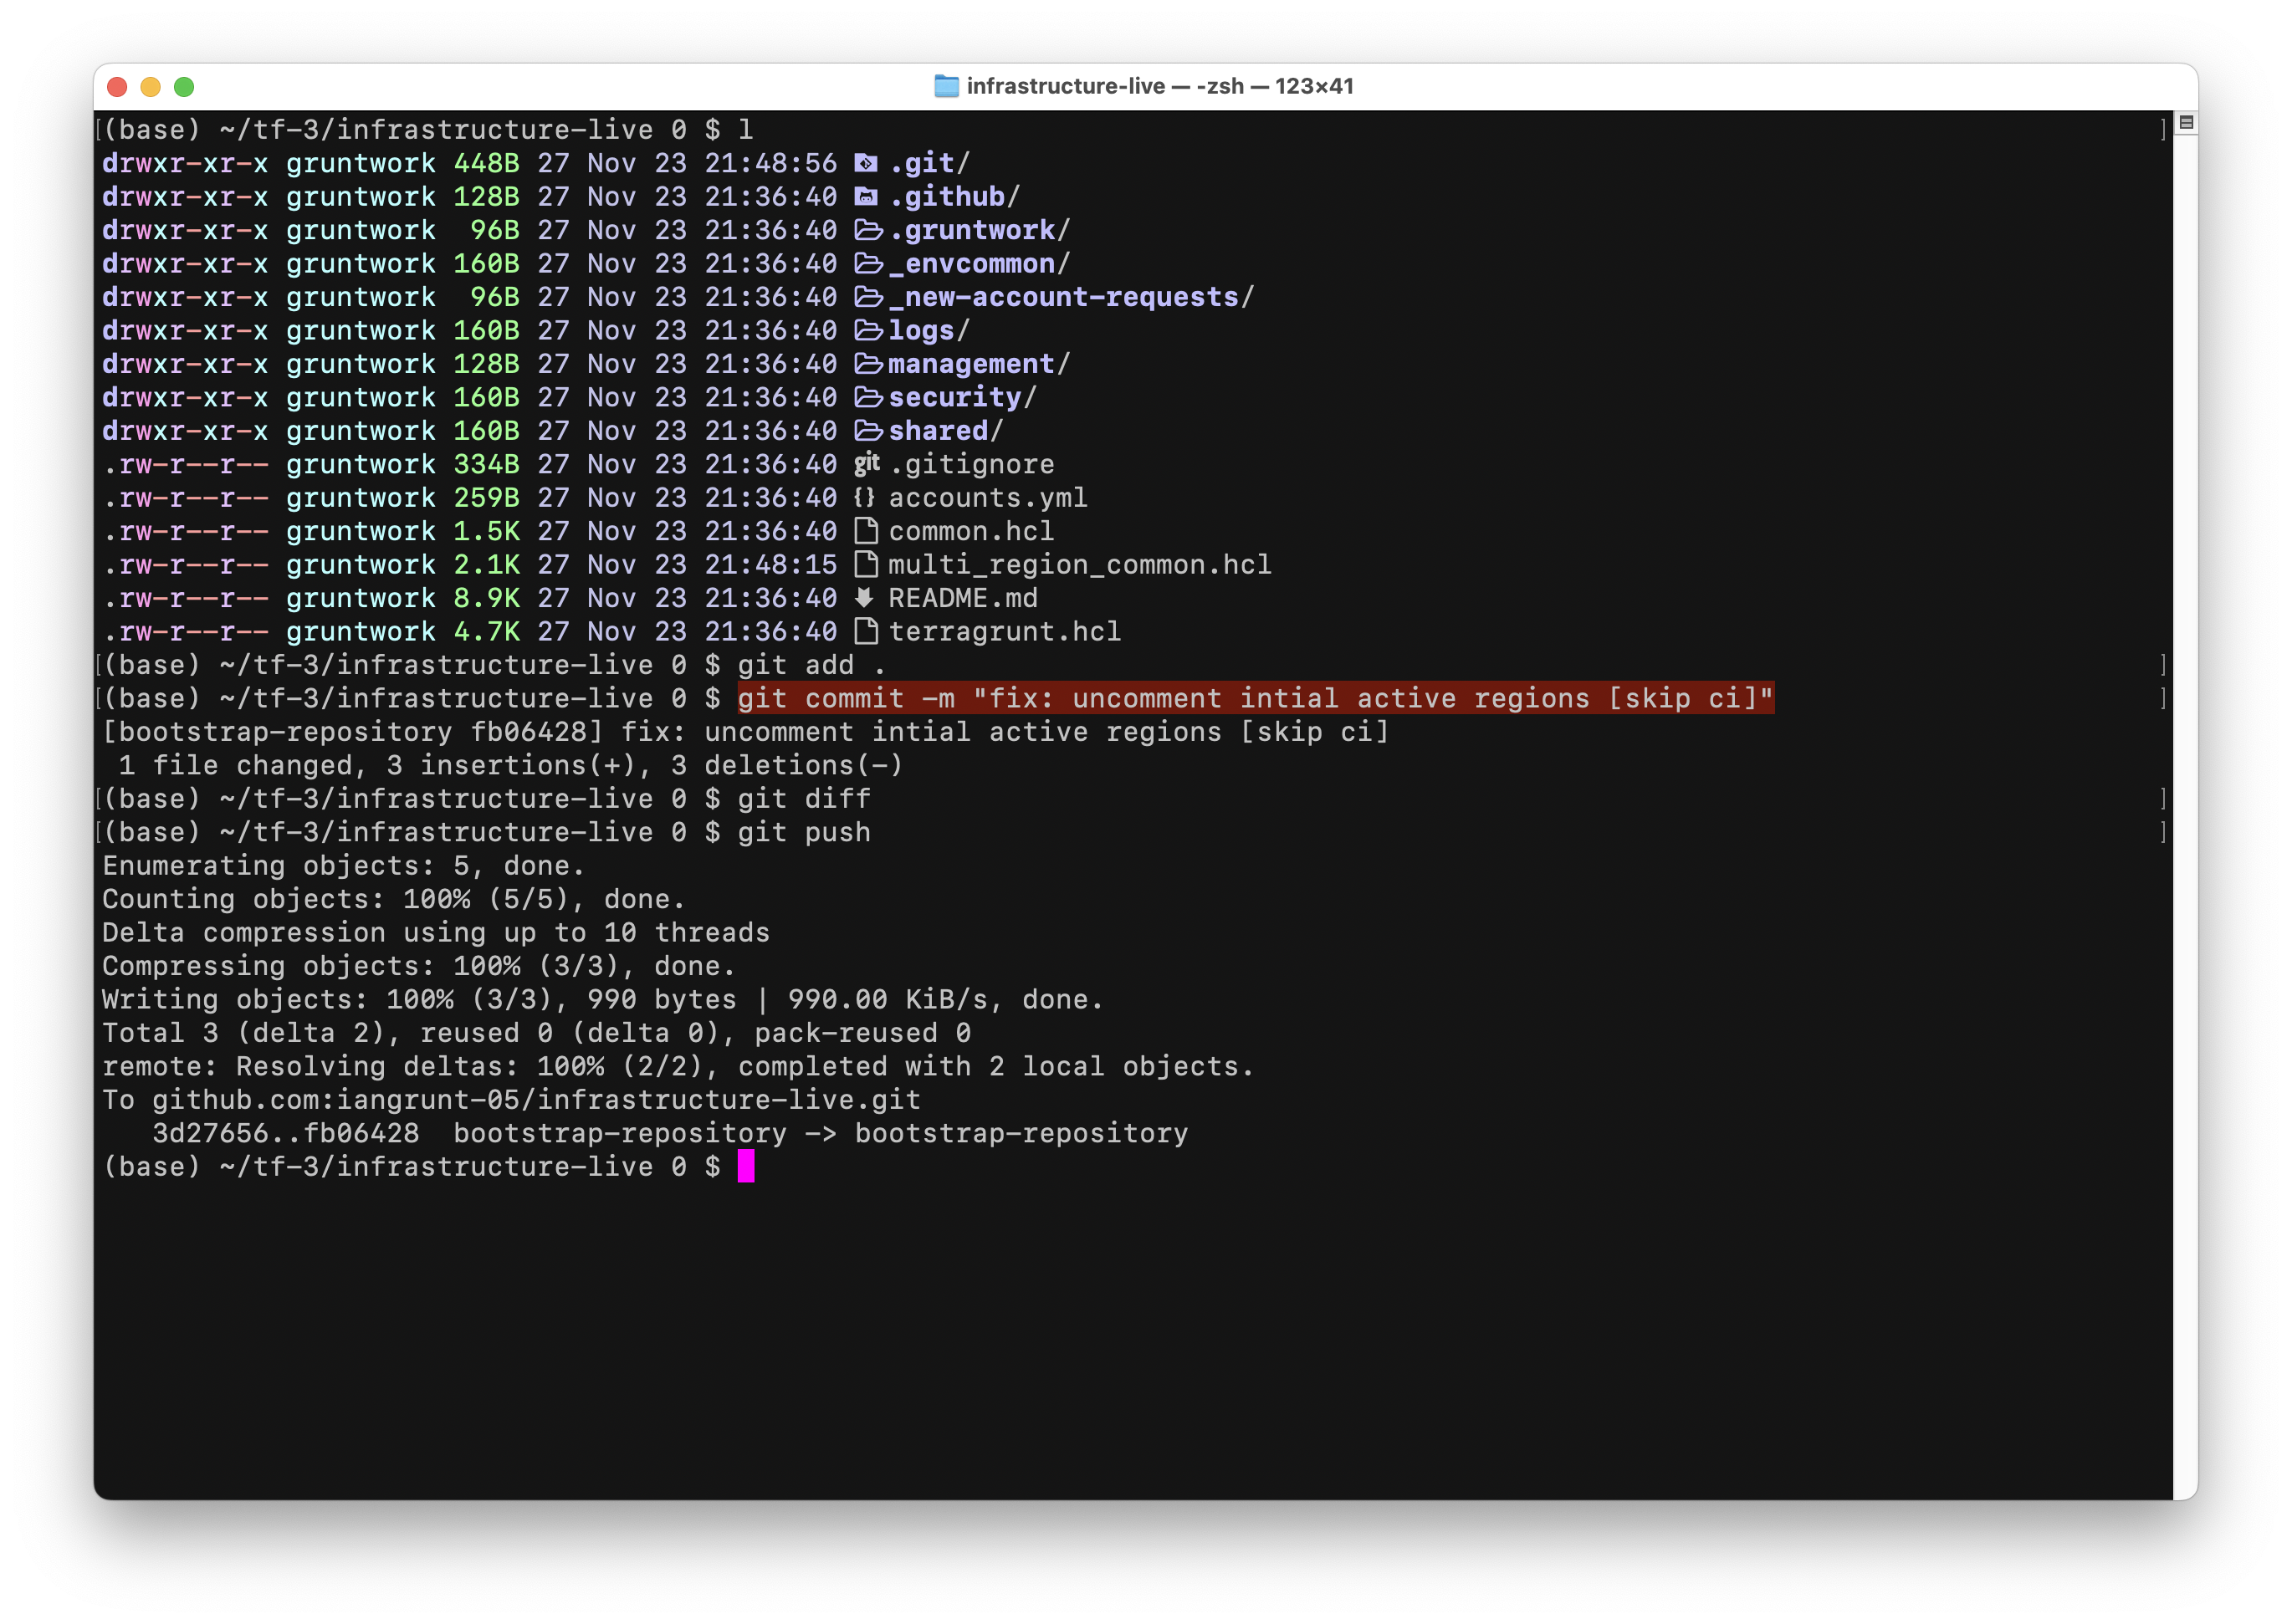 infrastructure-live — -zsh — 123×41
[(base) ~/tf-3/infrastructure-live 0 $ l ]
drwxr-xr-x gruntwork 448B 27 Nov 23 21:48:56 .git/
drwxr-xr-x gruntwork 128B 27 Nov 23 21:36:40 .github/
drwxr-xr-x gruntwork  96B 27 Nov 23 21:36:40 .gruntwork/
drwxr-xr-x gruntwork 160B 27 Nov 23 21:36:40 _envcommon/
drwxr-xr-x gruntwork  96B 27 Nov 23 21:36:40 _new-account-requests/
drwxr-xr-x gruntwork 160B 27 Nov 23 21:36:40 logs/
drwxr-xr-x gruntwork 128B 27 Nov 23 21:36:40 management/
drwxr-xr-x gruntwork 160B 27 Nov 23 21:36:40 security/
drwxr-xr-x gruntwork 160B 27 Nov 23 21:36:40 shared/
.rw-r--r-- gruntwork 334B 27 Nov 23 21:36:40 git .gitignore
.rw-r--r-- gruntwork 259B 27 Nov 23 21:36:40 {} accounts.yml
.rw-r--r-- gruntwork 1.5K 27 Nov 23 21:36:40 common.hcl
.rw-r--r-- gruntwork 2.1K 27 Nov 23 21:48:15 multi_region_common.hcl
.rw-r--r-- gruntwork 8.9K 27 Nov 23 21:36:40 README.md
.rw-r--r-- gruntwork 4.7K 27 Nov 23 21:36:40 terragrunt.hcl
[(base) ~/tf-3/infrastructure-live 0 $ git add . ]
[(base) ~/tf-3/infrastructure-live 0 $ git commit -m "fix: uncomment intial active regions [skip ci]" ]
[bootstrap-repository fb06428] fix: uncomment intial active regions [skip ci]
 1 file changed, 3 insertions(+), 3 deletions(-)
[(base) ~/tf-3/infrastructure-live 0 $ git diff ]
[(base) ~/tf-3/infrastructure-live 0 $ git push ]
Enumerating objects: 5, done.
Counting objects: 100% (5/5), done.
Delta compression using up to 10 threads
Compressing objects: 100% (3/3), done.
Writing objects: 100% (3/3), 990 bytes | 990.00 KiB/s, done.
Total 3 (delta 2), reused 0 (delta 0), pack-reused 0
remote: Resolving deltas: 100% (2/2), completed with 2 local objects.
To github.com:iangrunt-05/infrastructure-live.git
   3d27656..fb06428  bootstrap-repository -> bootstrap-repository
(base) ~/tf-3/infrastructure-live 0 $